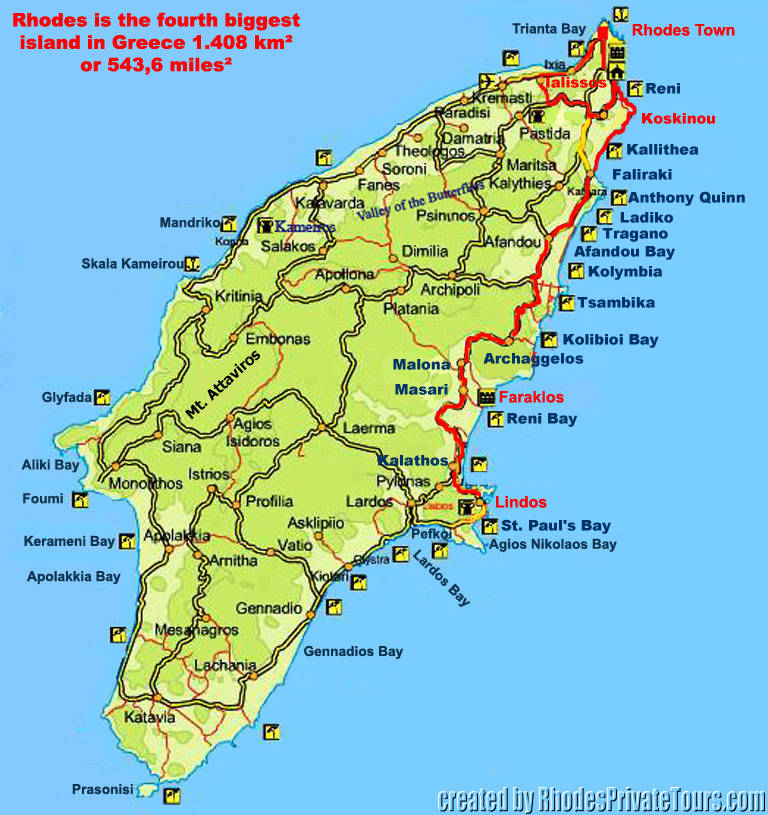 Rhodes is the fourth biggest
island in Greece 1.408 km²
or 543,6 miles²
Trianta Bay
Rhodes Town
Ixia
Ialissos
Kremasti
Reni
Paradisi
Koskinou
Damatria
Pastida
Theologos
Kallithea
Maritsa
Soroni
Faliraki
Fanes
Kalythies
Kalavarda
Valley of the Butterflies
Anthony Quinn
Psinthos
Ladiko
Mandriko
Kameiros
Tragano
Salakos
Afandou
Dimilia
Afandou Bay
Skala Kameirou
Kolymbia
Apollona
Archipoli
Kritinia
Platania
Tsambika
Embonas
Kolibioi Bay
Archaggelos
Mt. Attaviros
Malona
Masari
Glyfada
Faraklos
Reni Bay
Agios
Isidoros
Laerma
Siana
Aliki Bay
Kalathos
Istrios
Monolithos
Pylonas
Foumi
Profilia
Lardos
LINDOS
Lindos
Asklipiio
St. Paul's Bay
Kerameni Bay
Apolakkia
Pefkoi
Vatio
Agios Nikolaos Bay
Arnitha
Glystra
Lardos Bay
Apolakkia Bay
Kiotari
Gennadio
Mesanagros
Gennadios Bay
Lachania
Katavia
Prasonisi
created by RhodesPrivateTours.com